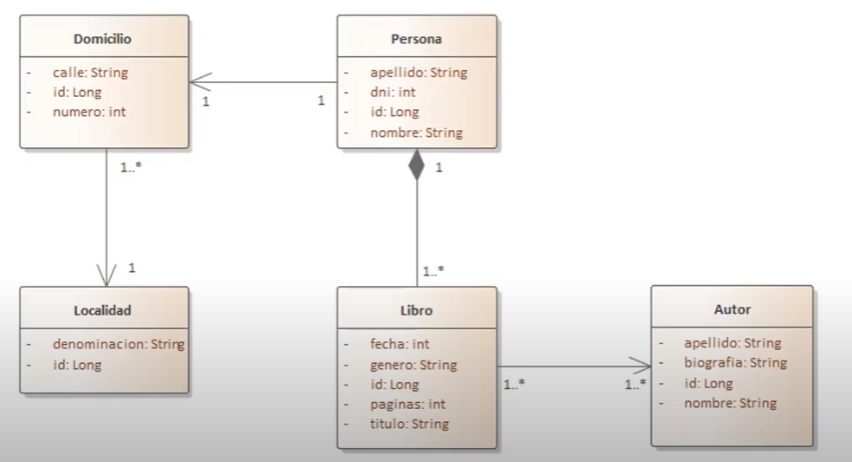 Domicilio
- calle: String
- id: Long
- numero: int
Persona
- apellido: String
- dni: int
- id: Long
- nombre: String
1
1
1..*
1
1
1..*
Localidad
- denominacion: String
- id: Long
Libro
- fecha: int
- genero: String
- id: Long
- paginas: int
- titulo: String
1..*
1..*
Autor
- apellido: String
- biografia: String
- id: Long
- nombre: String